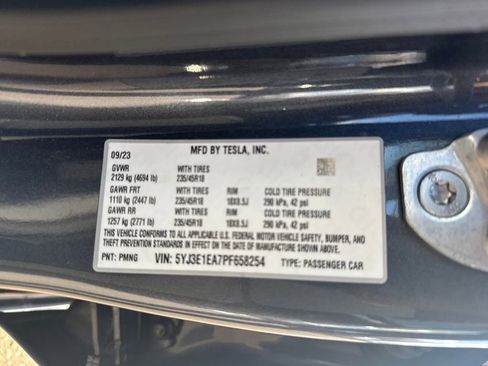 MFD BY TESLA, INC.
09/23
GVWR WITH TIRES
2129 kg (4694 lb) 235/45R18
GAWR FRT WITH TIRES RIM COLD TIRE PRESSURE
1110 kg (2447 lb) 235/45R18 18X8.5J 290 kPa, 42 psi
GAWR RR WITH TIRES RIM COLD TIRE PRESSURE
1257 kg (2771 lb) 235/45R18 18X8.5J 290 kPa, 42 psi
THIS VEHICLE CONFORMS TO ALL APPLICABLE U.S. FEDERAL MOTOR VEHICLE SAFETY, BUMPER, AND
THEFT PREVENTION STANDARDS IN EFFECT ON THE DATE OF MANUFACTURE SHOWN ABOVE.
PNT: PMNG VIN: 5YJ3E1EA7PF658254 TYPE: PASSENGER CAR